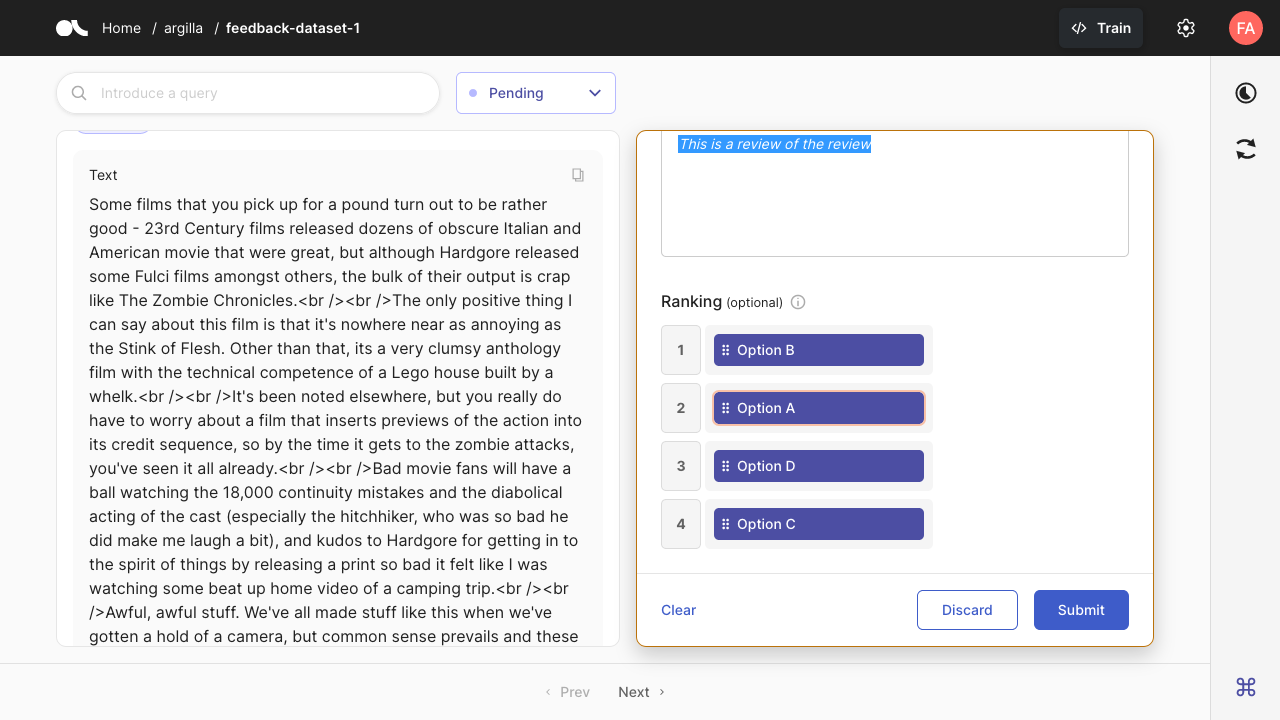 Home / argilla / feedback-dataset-1
Train
FA
Introduce a query
Pending
Text
Some films that you pick up for a pound turn out to be rather
good - 23rd Century films released dozens of obscure Italian and
American movie that were great, but although Hardgore released
some Fulci films amongst others, the bulk of their output is crap
like The Zombie Chronicles.<br /><br />The only positive thing I
can say about this film is that it's nowhere near as annoying as
the Stink of Flesh. Other than that, its a very clumsy anthology
film with the technical competence of a Lego house built by a
whelk.<br /><br />It's been noted elsewhere, but you really do
have to worry about a film that inserts previews of the action into
its credit sequence, so by the time it gets to the zombie attacks,
you've seen it all already.<br /><br />Bad movie fans will have a
ball watching the 18,000 continuity mistakes and the diabolical
acting of the cast (especially the hitchhiker, who was so bad he
did make me laugh a bit), and kudos to Hardgore for getting in to
the spirit of things by releasing a print so bad it felt like I was
watching some beat up home video of a camping trip.<br /><br
/>Awful, awful stuff. We've all made stuff like this when we've
gotten a hold of a camera, but common sense prevails and these
This is a review of the review
Ranking (optional)
1 Option B
2 Option A
3 Option D
4 Option C
Clear
Discard
Submit
Prev
Next